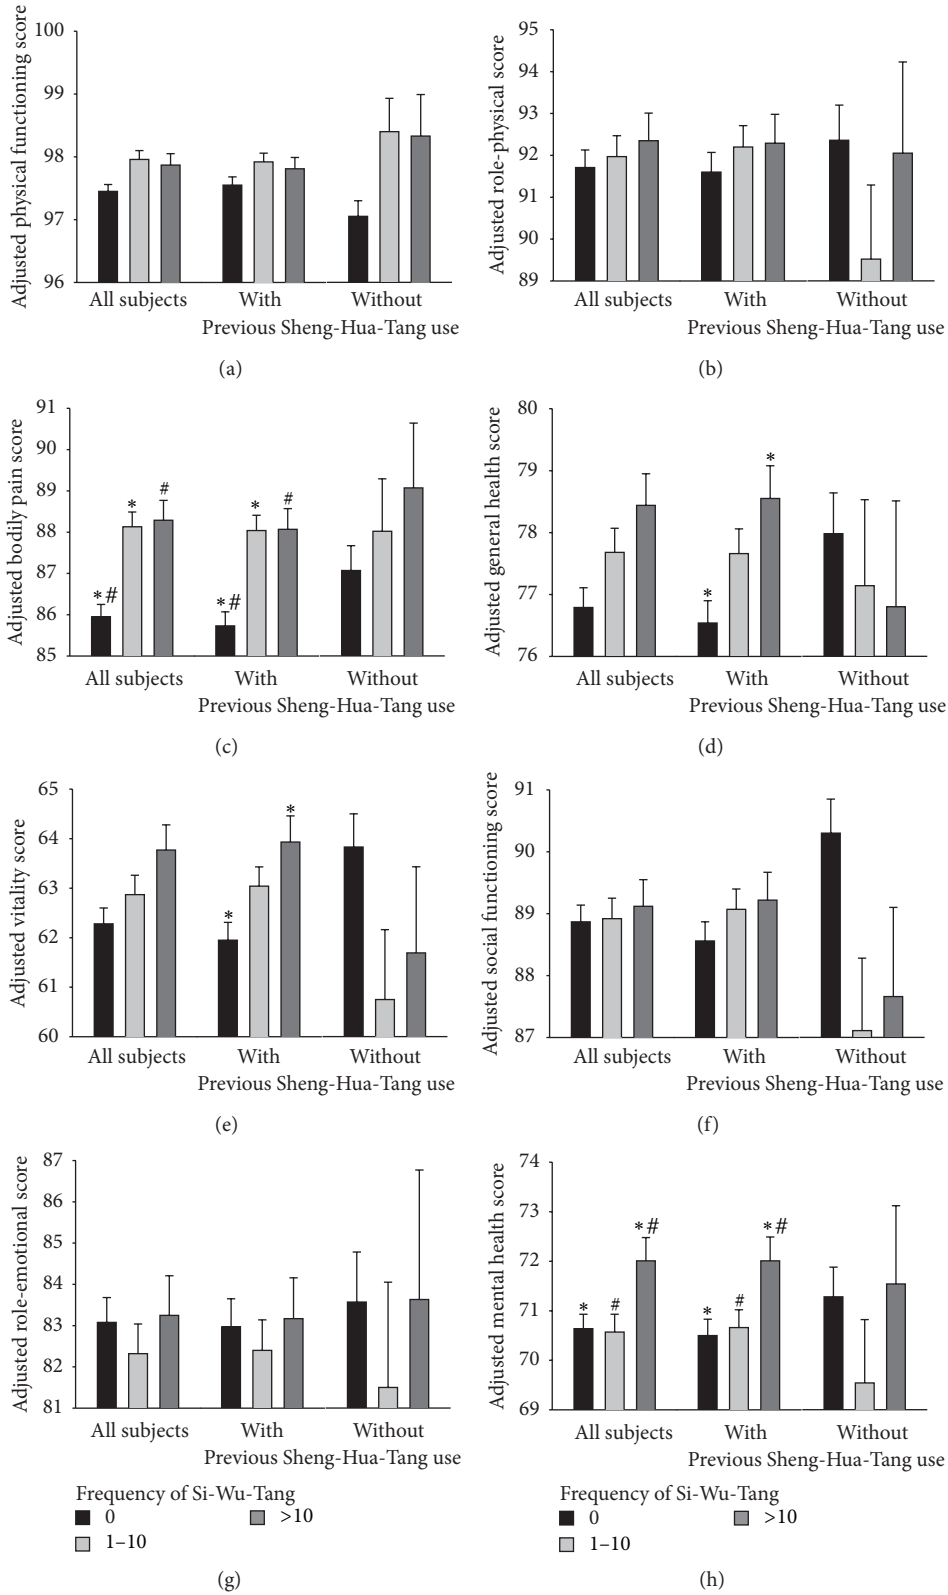 Adjusted physical functioning score
100
99
98
97
96
All subjects With Without
Previous Sheng-Hua-Tang use
(a)
Adjusted role-physical score
95
94
93
92
91
90
89
All subjects With Without
Previous Sheng-Hua-Tang use
(b)
Adjusted bodily pain score
91
90
89
88
87
86
85
*# * #
*# * #
All subjects With Without
Previous Sheng-Hua-Tang use
(c)
Adjusted general health score
80
79
78
77
76
* *
All subjects With Without
Previous Sheng-Hua-Tang use
(d)
Adjusted vitality score
65
64
63
62
61
60
* *
All subjects With Without
Previous Sheng-Hua-Tang use
(e)
Adjusted social functioning score
91
90
89
88
87
All subjects With Without
Previous Sheng-Hua-Tang use
(f)
Adjusted role-emotional score
87
86
85
84
83
82
81
All subjects With Without
Previous Sheng-Hua-Tang use
Frequency of Si-Wu-Tang
0 >10
1–10
(g)
Adjusted mental health score
74
73
72
71
70
69
* # *#
* # *#
All subjects With Without
Previous Sheng-Hua-Tang use
Frequency of Si-Wu-Tang
0 >10
1–10
(h)